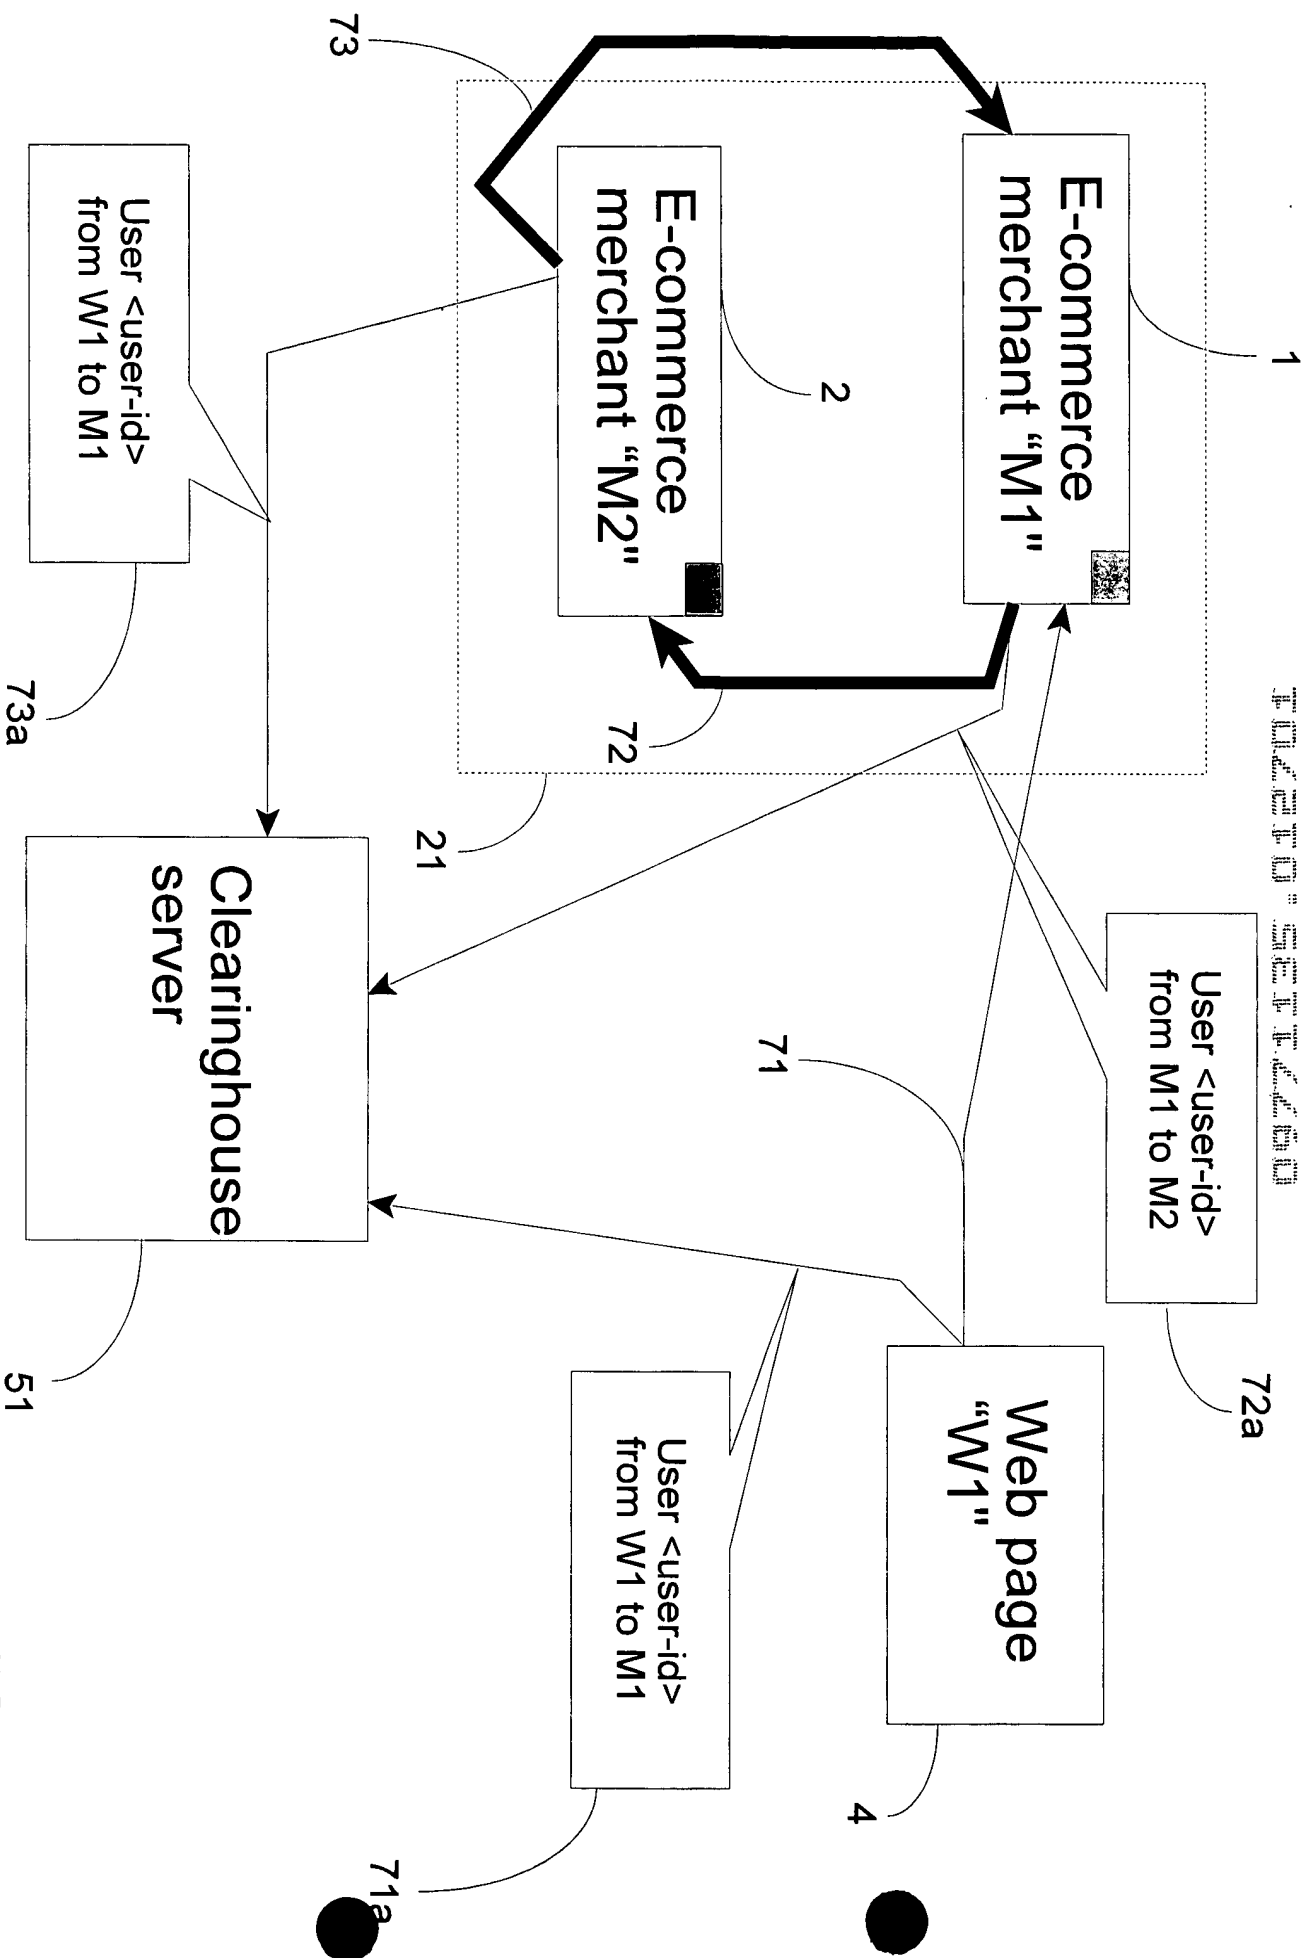 1
E-commerce
merchant “M1"
2
E-commerce
merchant “M2"
73
72
21
User <user-id>
from W1 to M1
73a
Clearinghouse
server
51
71
User <user-id>
from M1 to M2
72a
Web page
“W1"
4
User <user-id>
from W1 to M1
71a